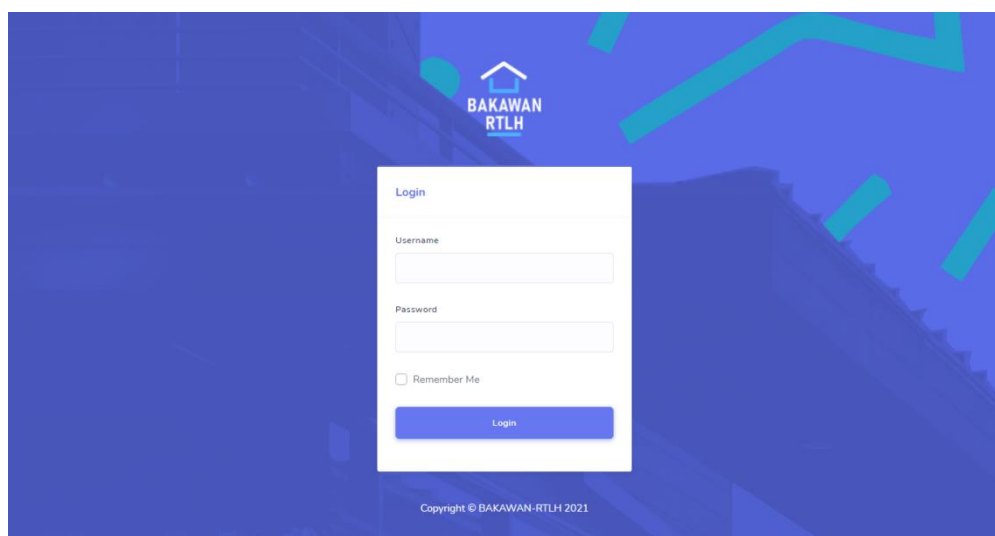 BAKAWAN
RTLH
Login
Username
Password
Remember Me
Login
Copyright © BAKAWAN-RTLH 2021